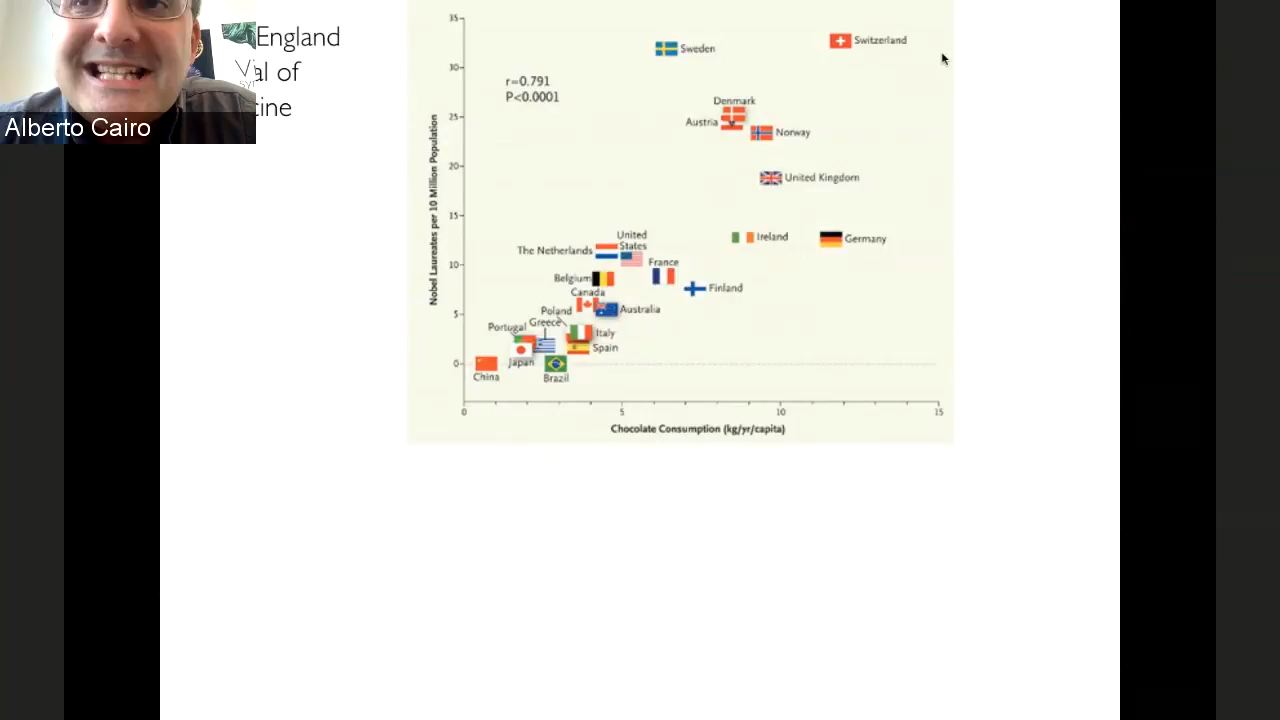 England
al of
cine
Alberto Cairo
35
30
25
20
15
10
5
0
Nobel Laureates per 10 Million Population
r=0.791
P<0.0001
Sweden
Switzerland
Denmark
Austria
Norway
United Kingdom
Ireland
Germany
The Netherlands
United
States
France
Belgium
Finland
Canada
Australia
Poland
Portugal
Greece
Italy
Spain
Japan
China
Brazil
0
5
10
15
Chocolate Consumption (kg/yr/capita)